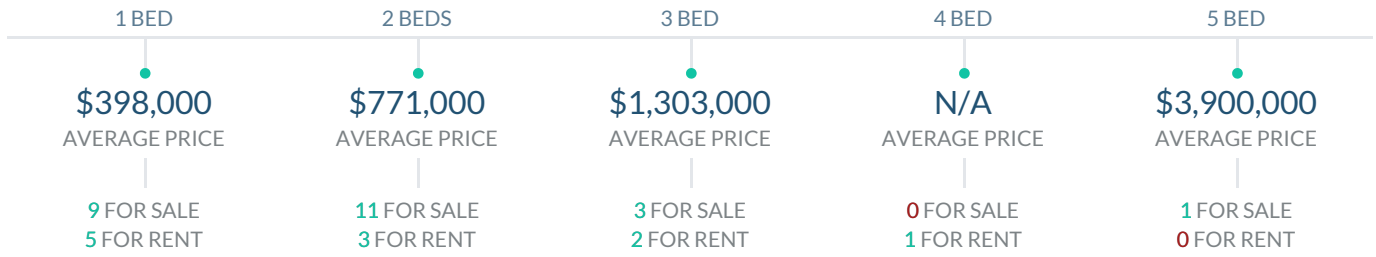 1 BED 2 BEDS 3 BED 4 BED 5 BED
$398,000 $771,000 $1,303,000 N/A $3,900,000
AVERAGE PRICE AVERAGE PRICE AVERAGE PRICE AVERAGE PRICE AVERAGE PRICE
9 FOR SALE 11 FOR SALE 3 FOR SALE 0 FOR SALE 1 FOR SALE
5 FOR RENT 3 FOR RENT 2 FOR RENT 1 FOR RENT 0 FOR RENT